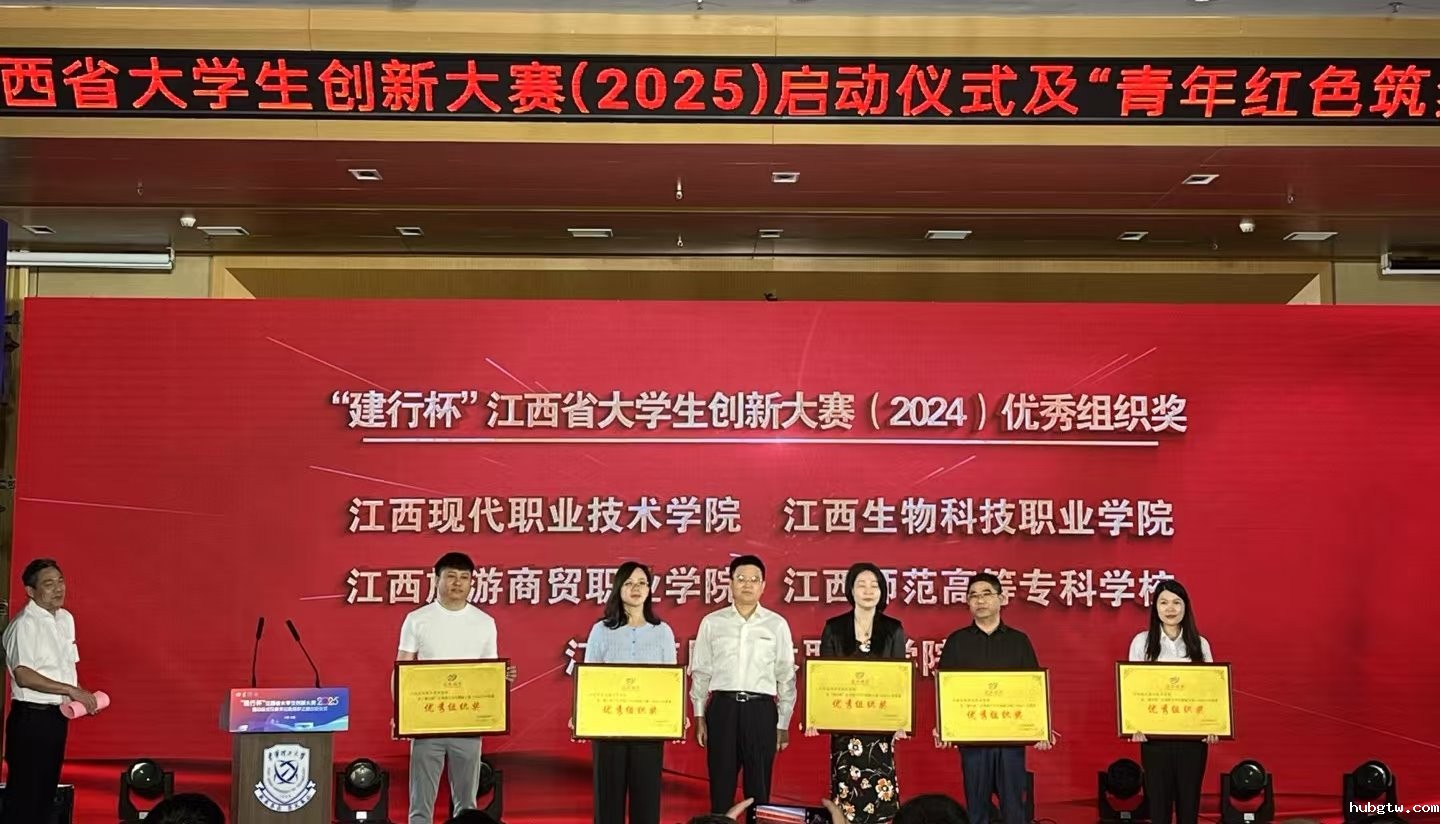 西省大学生创新大赛(2025)启动仪式及“青年红色筑
“建行杯”江西省大学生创新大赛（2024）优秀组织奖
江西现代职业技术学院 江西生物科技职业学院
江西旅游商贸职业学院 江西师范高等专科学校
2025
优秀组织奖
优秀组织奖
优秀组织奖
优秀组织奖
优秀组织奖
hubgtw.com